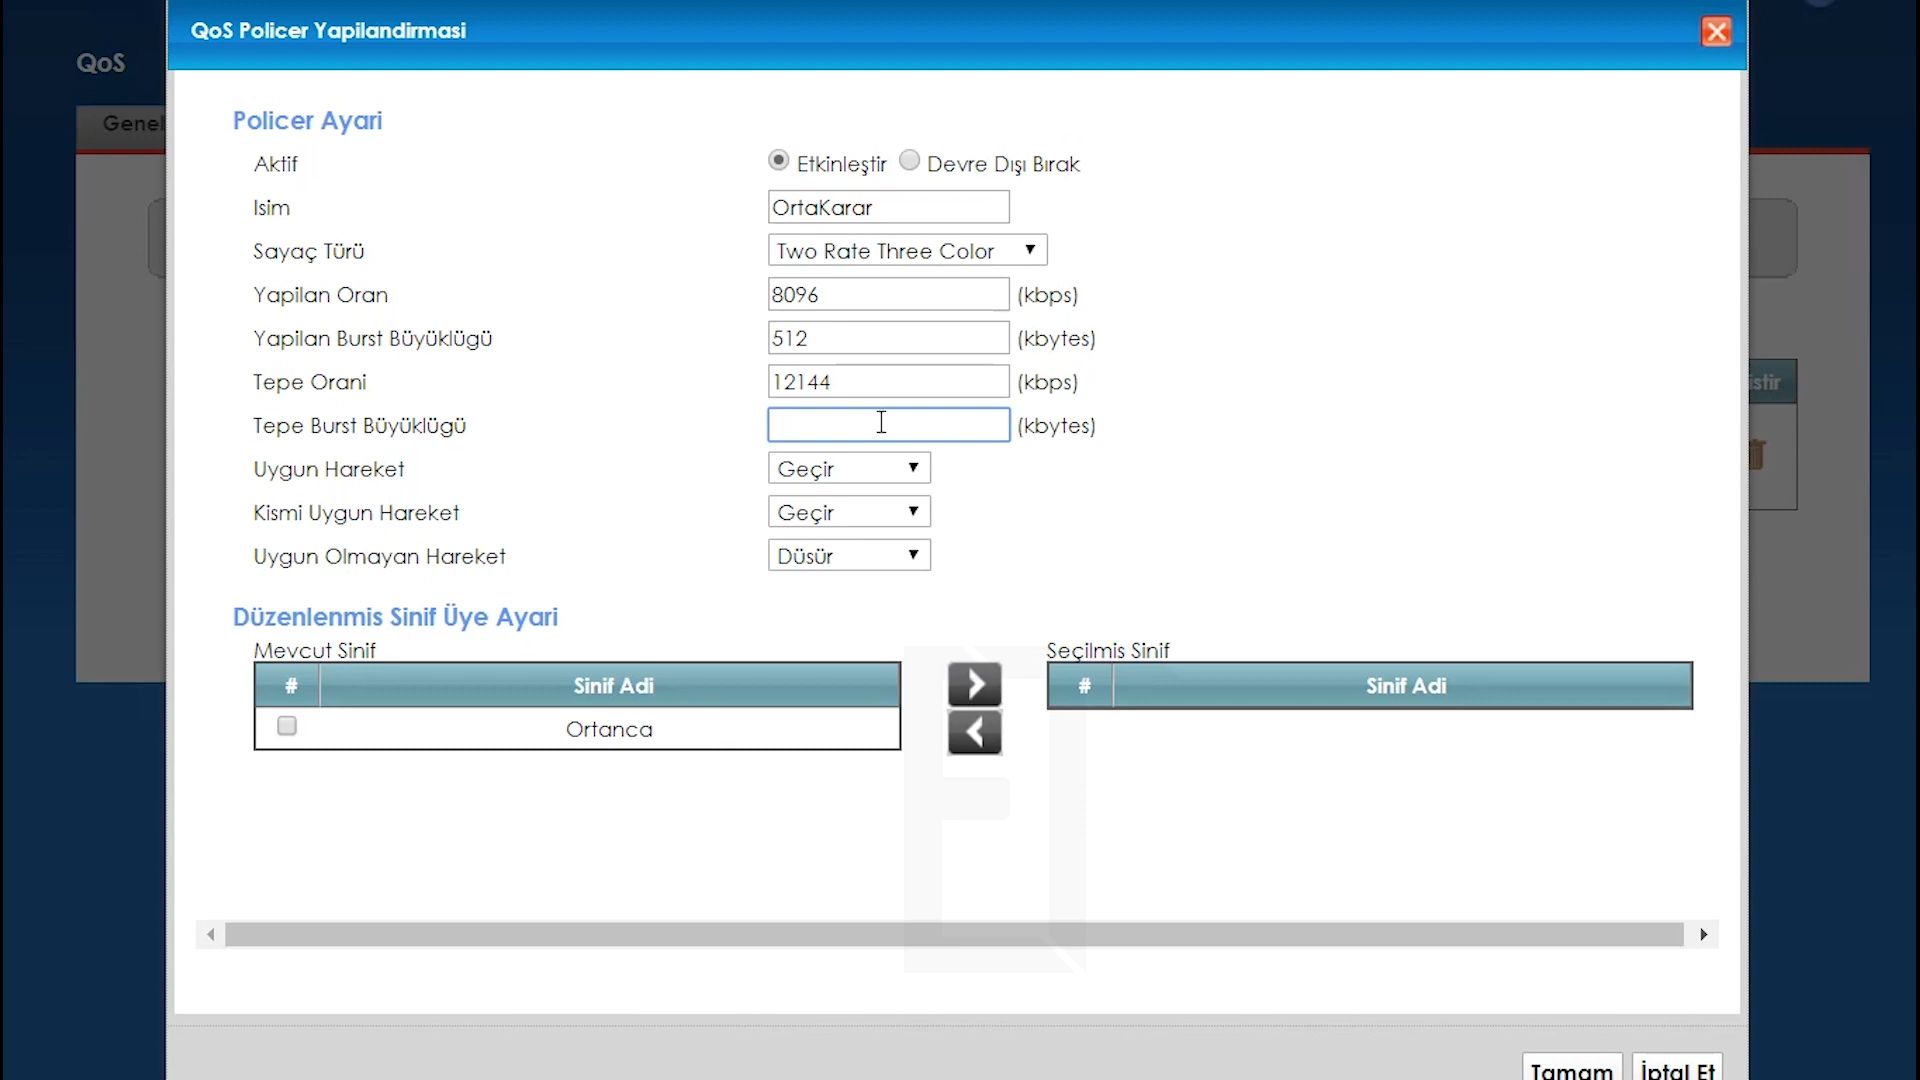 QoS Policer Yapilandirmasi
QoS
Genel
Policer Ayari
Aktif Etkinleştir Devre Dışı Bırak
Isim OrtaKarar
Sayaç Türü Two Rate Three Color
Yapilan Oran 8096 (kbps)
Yapilan Burst Büyüklügü 512 (kbytes)
Tepe Orani 12144 (kbps)
istir
Tepe Burst Büyüklügü (kbytes)
Uygun Hareket Geçir
Kismi Uygun Hareket Geçir
Uygun Olmayan Hareket Düsür
Düzenlenmis Sinif Üye Ayari
Mevcut Sinif Seçilmis Sinif
# Sinif Adi # Sinif Adi
Ortanca
Tamam İptal Et